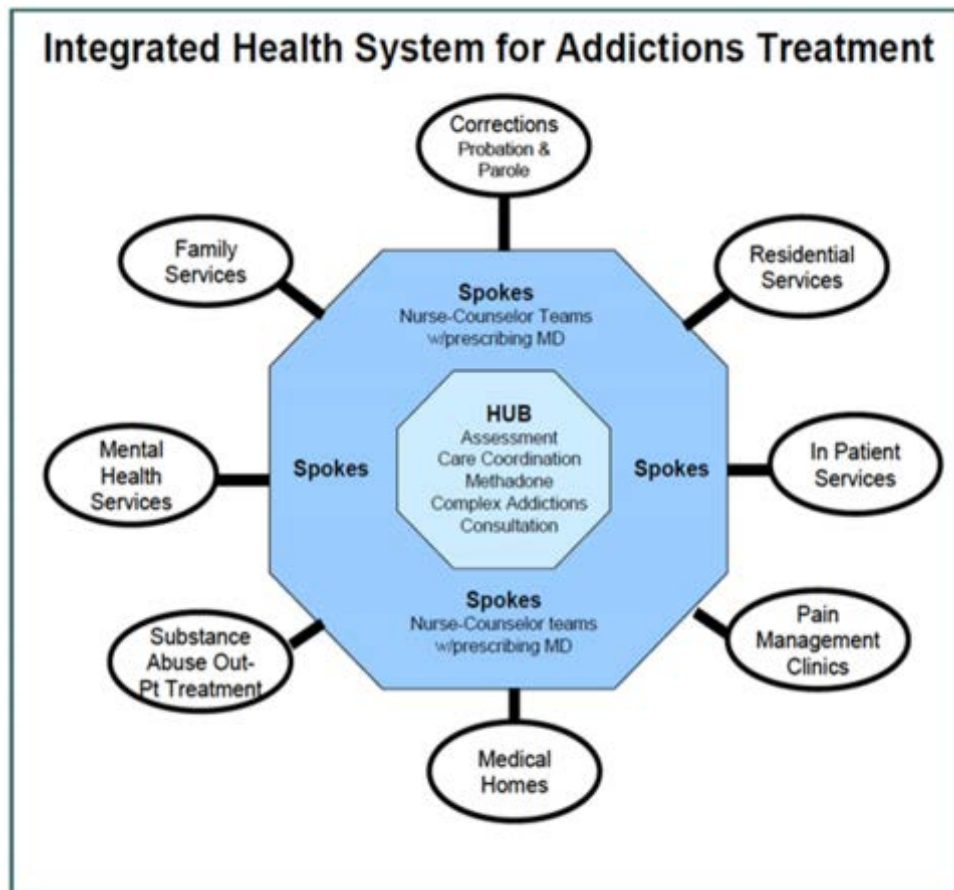 Integrated Health System for Addictions Treatment
Corrections
Probation &
Parole
Family
Services
Residential
Services
Spokes
Nurse-Counselor Teams
w/prescribing MD
HUB
Assessment
Care Coordination
Methadone
Complex Addictions
Consultation
Mental
Health
Services
Spokes
Spokes
In Patient
Services
Spokes
Nurse-Counselor teams
w/prescribing MD
Substance
Abuse Out-
Pt Treatment
Pain
Management
Clinics
Medical
Homes